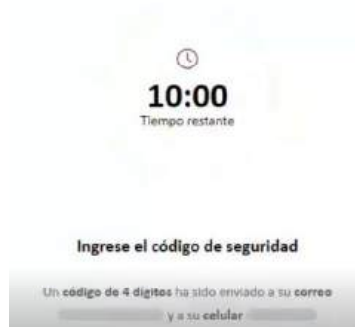 10:00
Tiempo restante
Ingrese el código de seguridad
Un código de 4 dígitos ha sido enviado a su correo
y a su celular